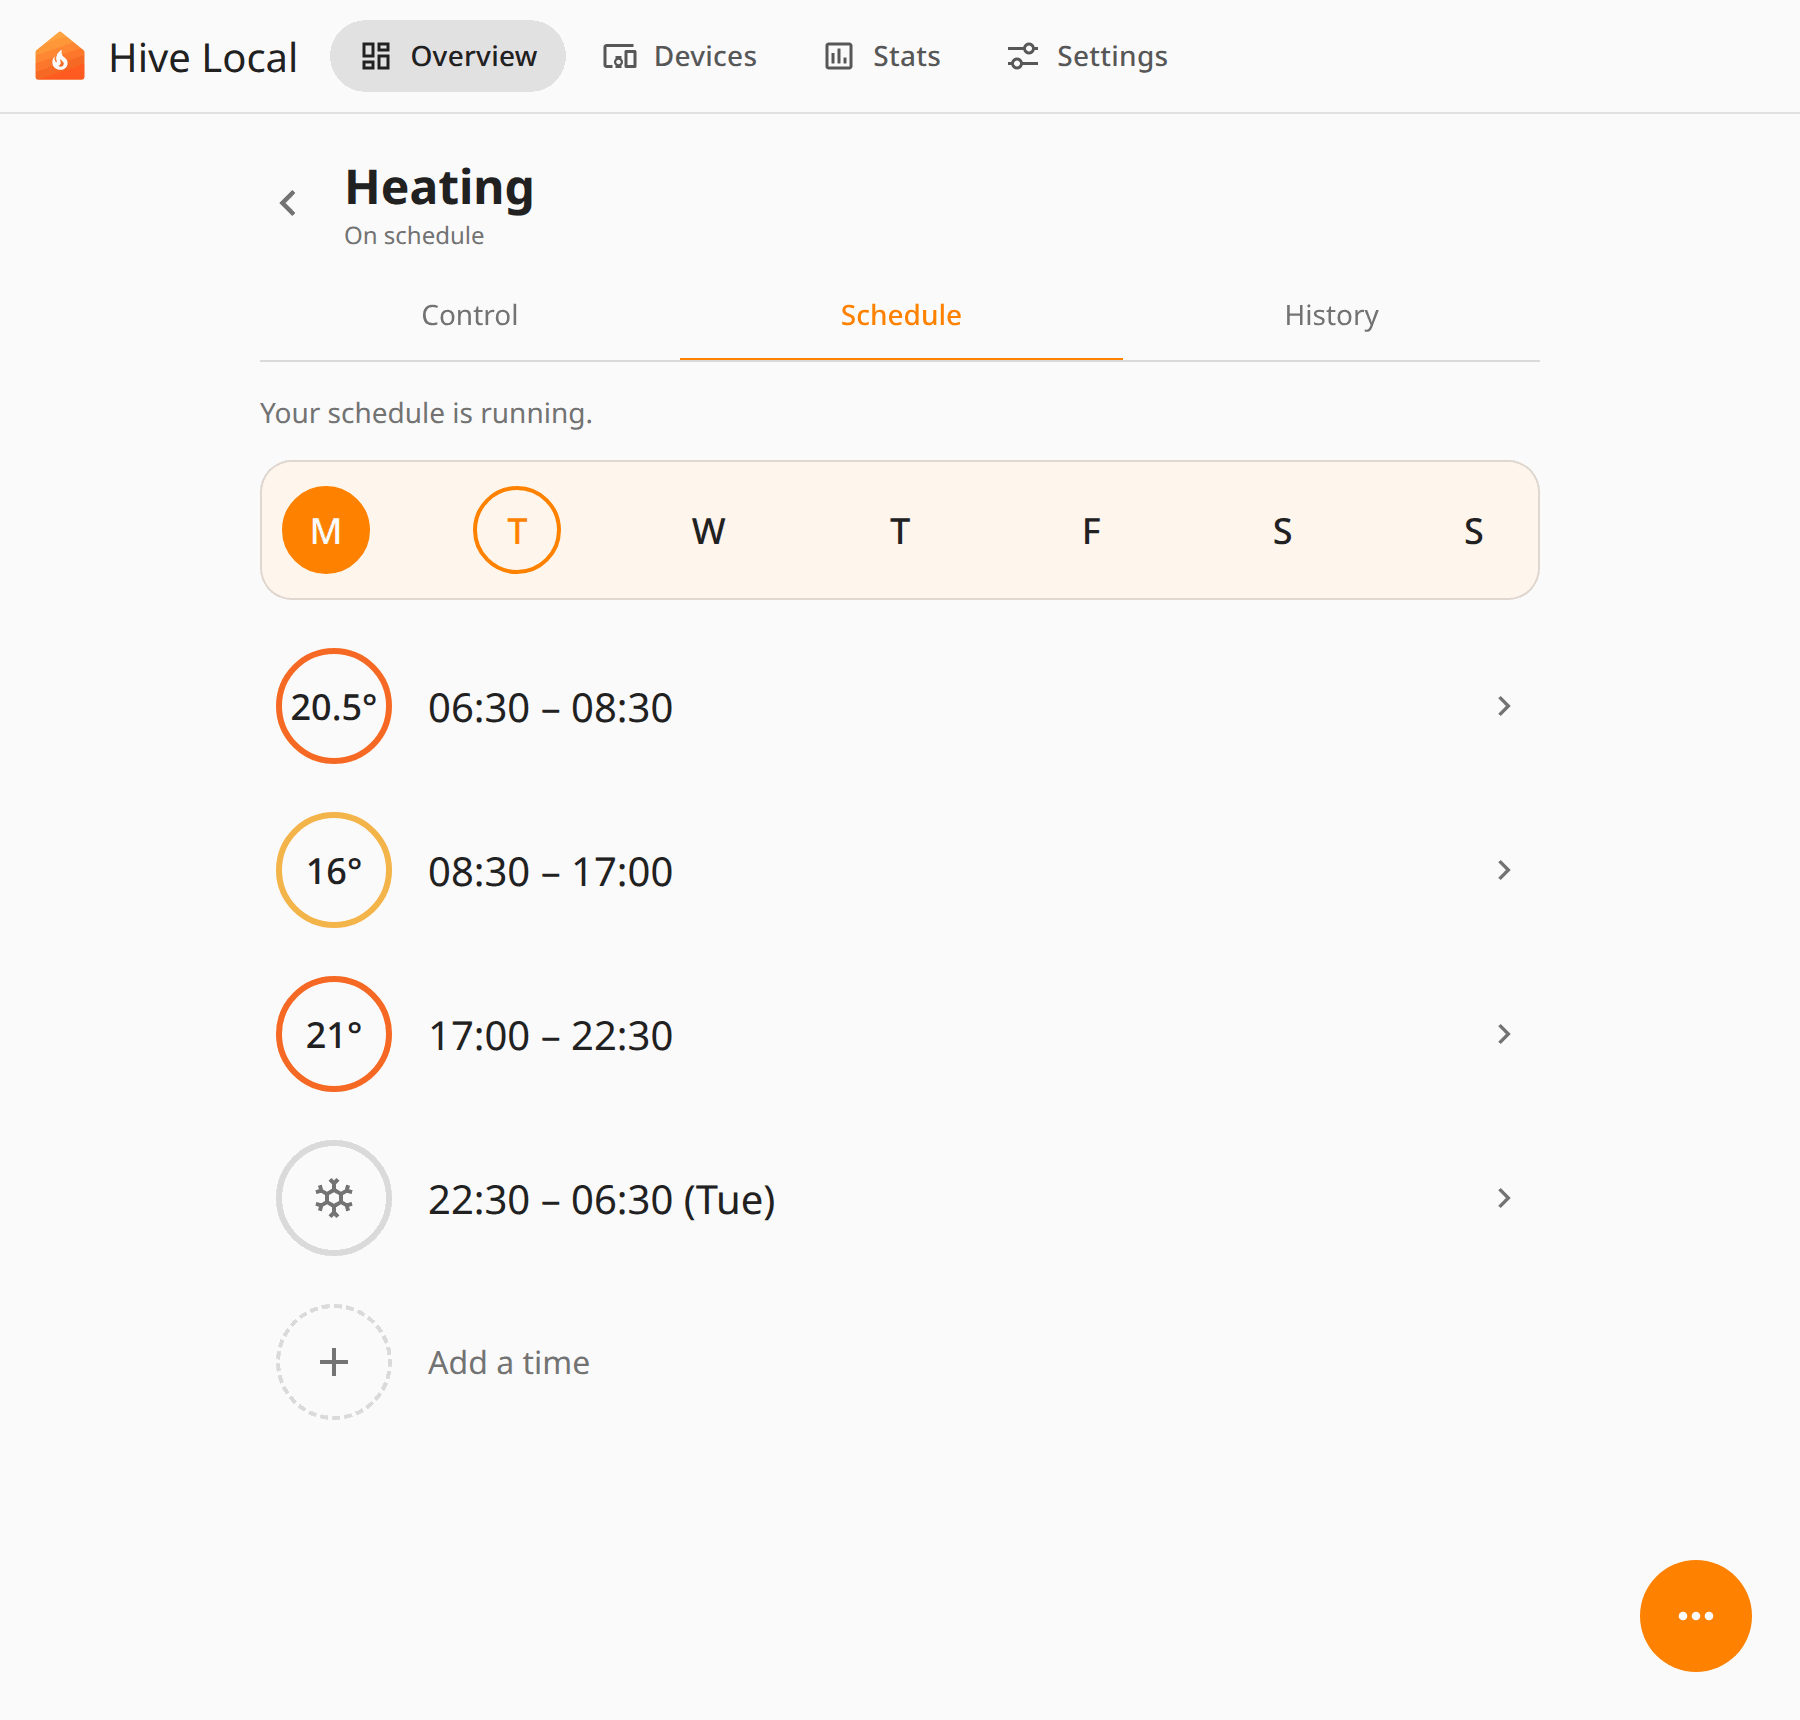 Hive Local
Overview
Devices
Stats
Settings
Heating
On schedule
Control
Schedule
History
Your schedule is running.
M T W T F S S
20.5° 06:30 – 08:30
16° 08:30 – 17:00
21° 17:00 – 22:30
22:30 – 06:30 (Tue)
Add a time